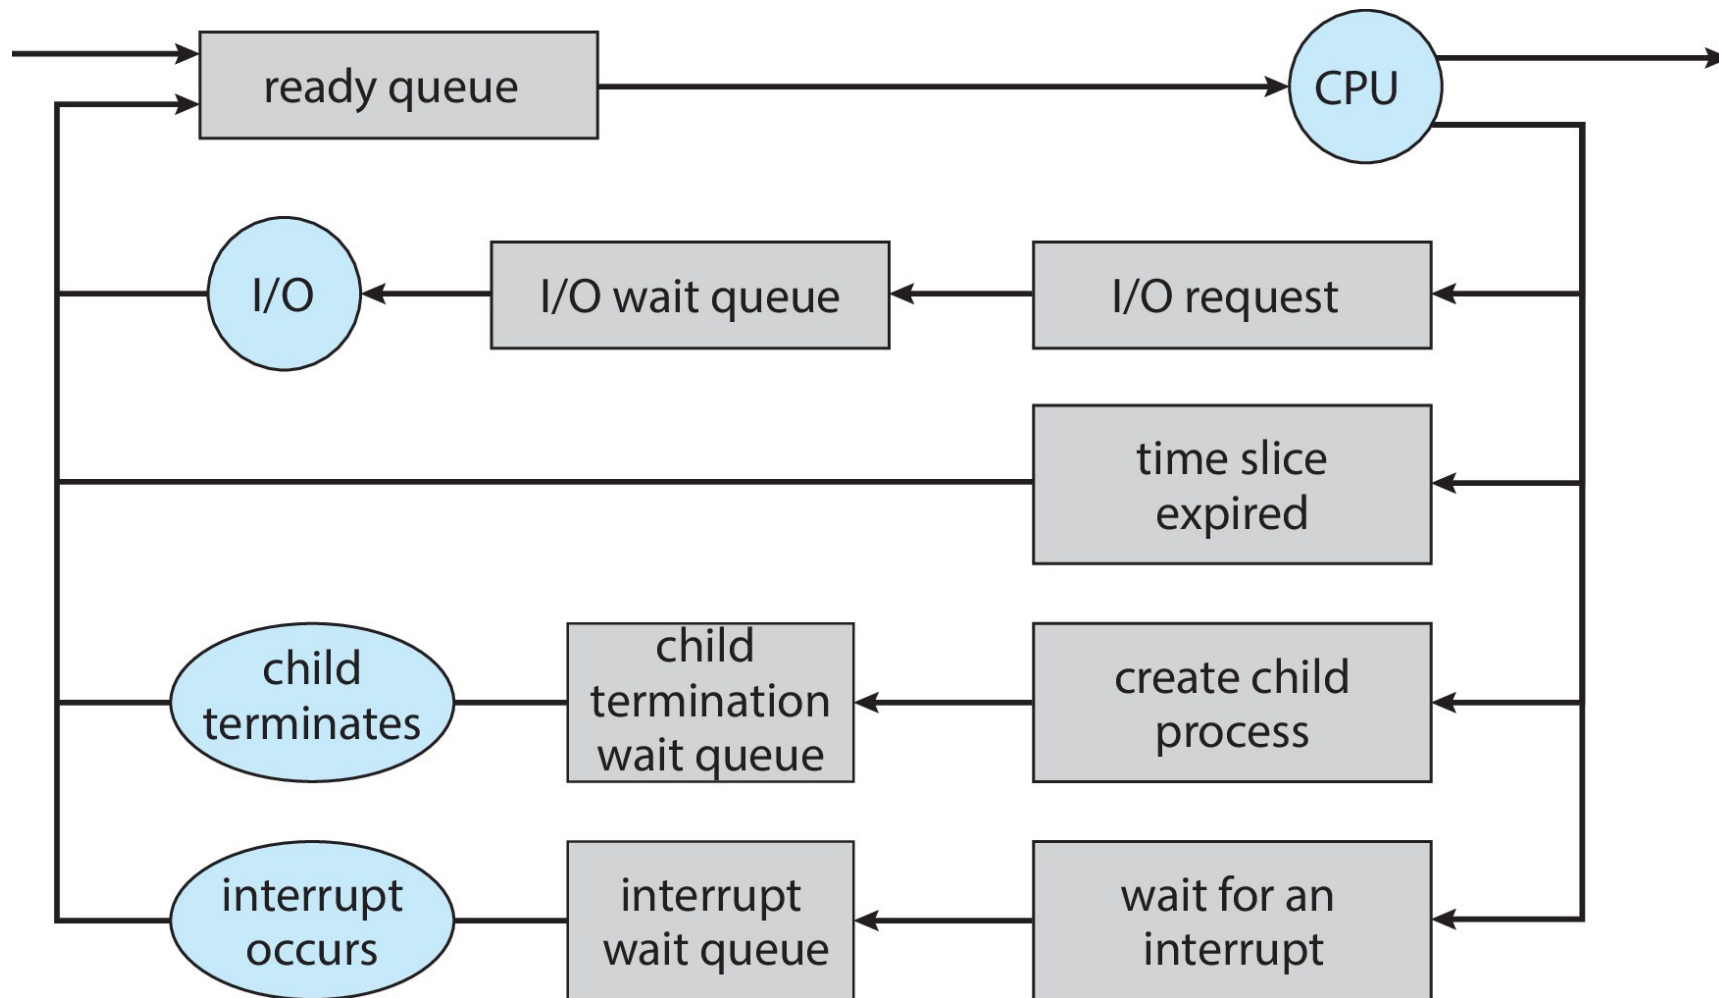 ready queue
CPU
I/O
I/O wait queue
I/O request
time slice
expired
child
terminates
child
termination
wait queue
create child
process
interrupt
occurs
interrupt
wait queue
wait for an
interrupt